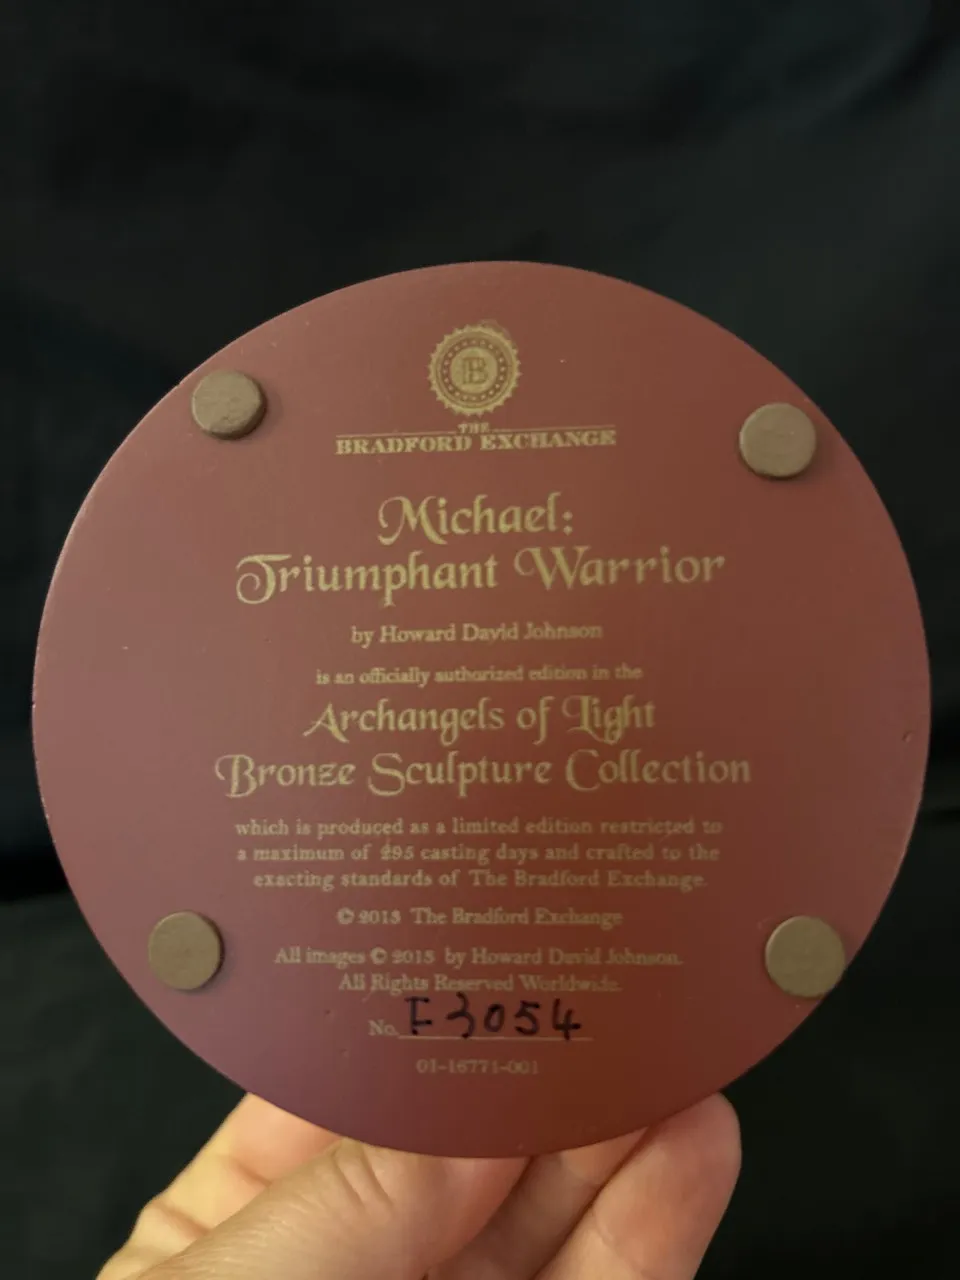 B
THE
BRADFORD EXCHANGE
Michael:
Triumphant Warrior
by Howard David Johnson
is an officially authorized edition in the
Archangels of Light
Bronze Sculpture Collection
which is produced as a limited edition restricted to
a maximum of 295 casting days and crafted to the
exacting standards of The Bradford Exchange.
© 2013 The Bradford Exchange
All images © 2013 by Howard David Johnson.
All Rights Reserved Worldwide.
No. F3054
01-16771-001